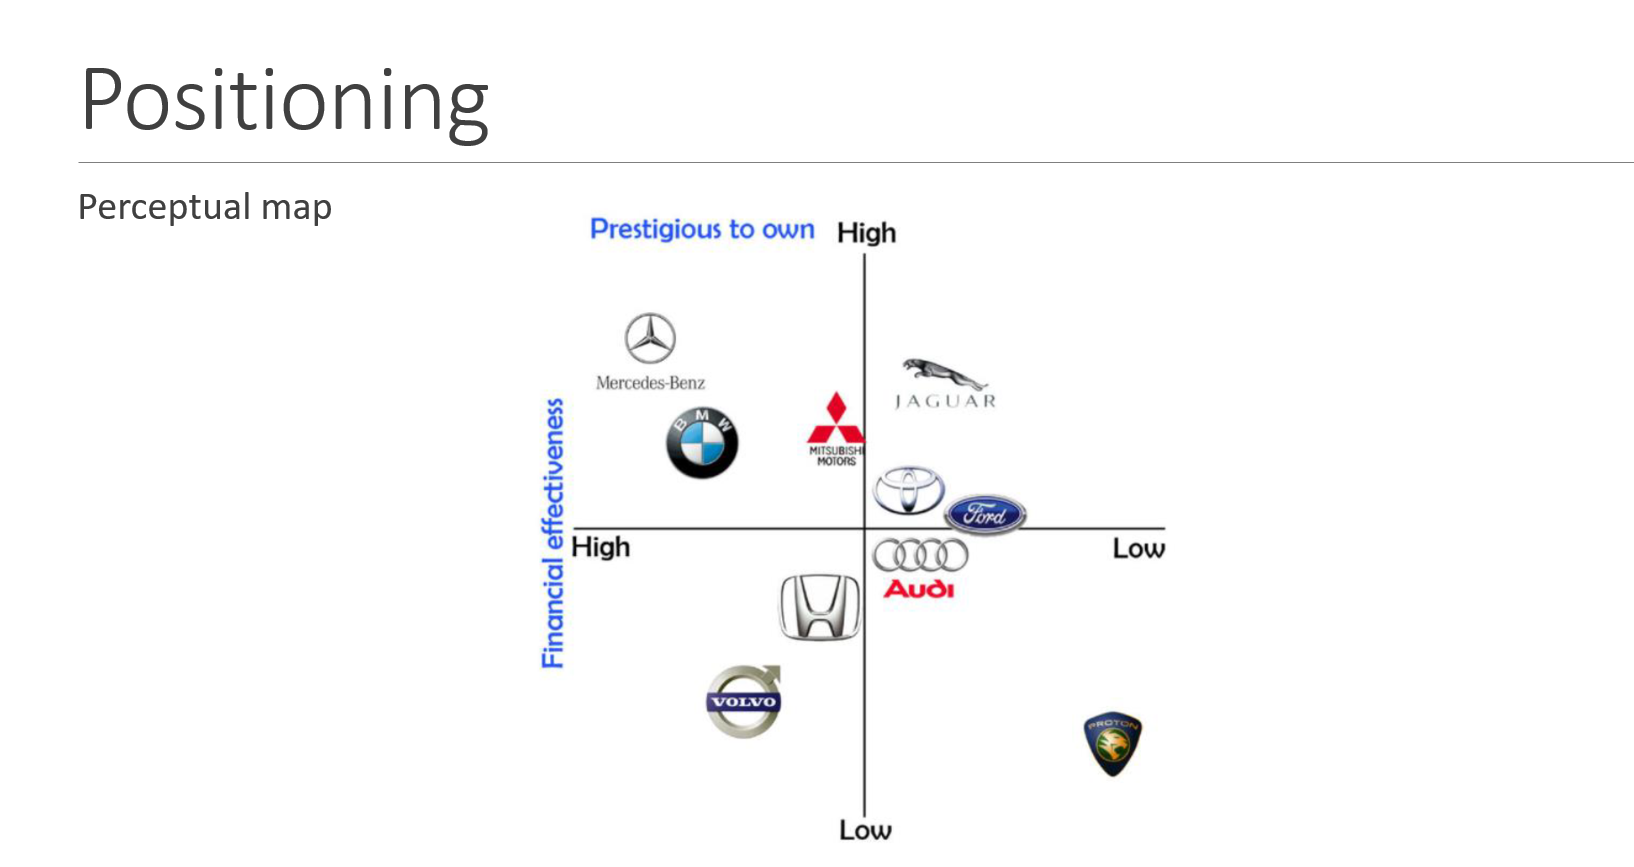 Positioning
Perceptual map
Prestigious to own
High
Mercedes-Benz
JAGUAR
BMW
MITSUBISHI
MOTORS
Financial effectiveness
Ford
High
Low
Audi
VOLVO
PROTON
Low